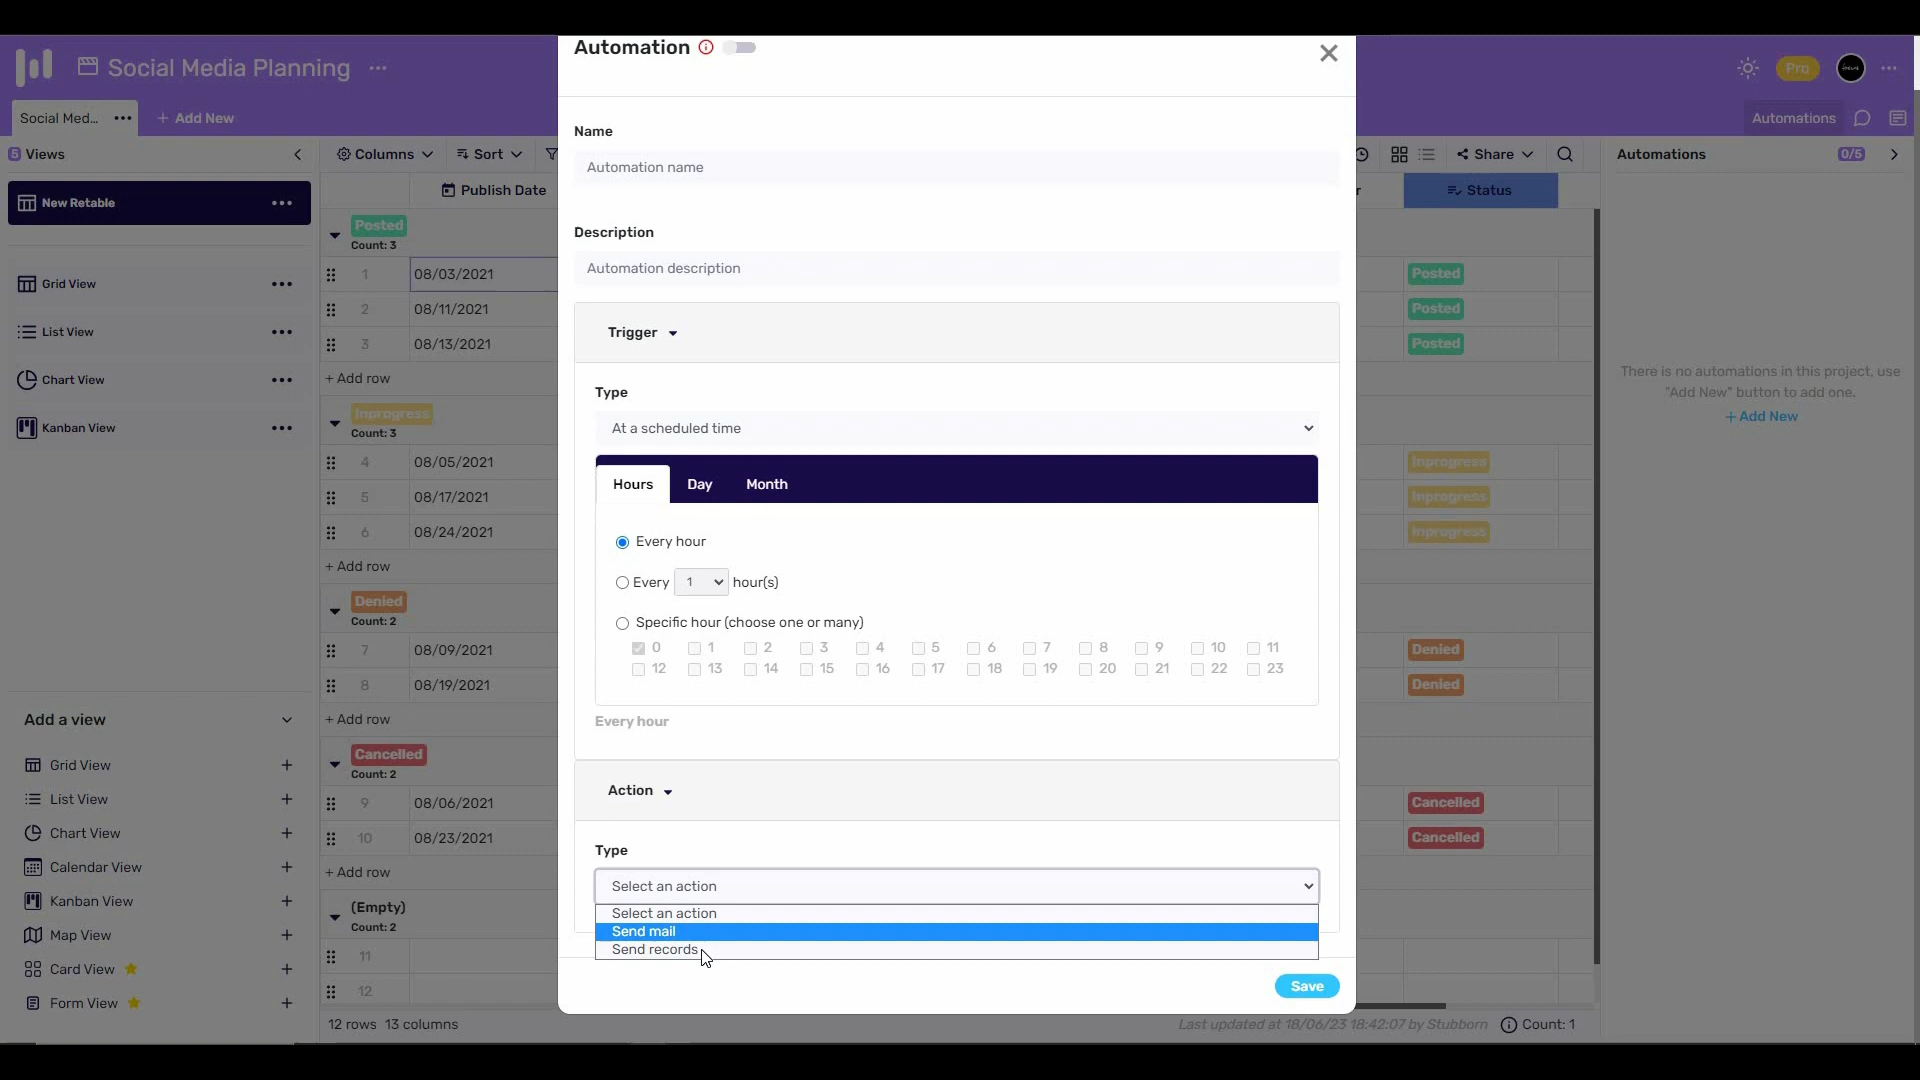 Automation
Social Media Planning
Pro
Social Med...
+ Add New
Automations
5 Views
Columns
Sort
Share
Automations
0/5
New Retable
Publish Date
r
Status
Grid View
List View
Chart View
Kanban View
Posted
Count: 3
1 08/03/2021 Posted
2 08/11/2021 Posted
3 08/13/2021 Posted
+ Add row
Inprogress
Count: 3
4 08/05/2021 Inprogress
5 08/17/2021 Inprogress
6 08/24/2021 Inprogress
+ Add row
Denied
Count: 2
7 08/09/2021 Denied
8 08/19/2021 Denied
+ Add row
Cancelled
Count: 2
9 08/06/2021 Cancelled
10 08/23/2021 Cancelled
+ Add row
(Empty)
Count: 2
11
12
Add a view
Grid View +
List View +
Chart View +
Calendar View +
Kanban View +
Map View +
Card View +
Form View +
12 rows 13 columns
Name
Automation name
Description
Automation description
Trigger
Type
At a scheduled time
Hours Day Month
Every hour
Every 1 hour(s)
Specific hour (choose one or many)
0 1 2 3 4 5 6 7 8 9 10 11
12 13 14 15 16 17 18 19 20 21 22 23
Every hour
Action
Type
Select an action
Select an action
Send mail
Send records
Save
There is no automations in this project, use
"Add New" button to add one.
+ Add New
Last updated at 18/06/23 18:42:07 by Stubborn
Count: 1